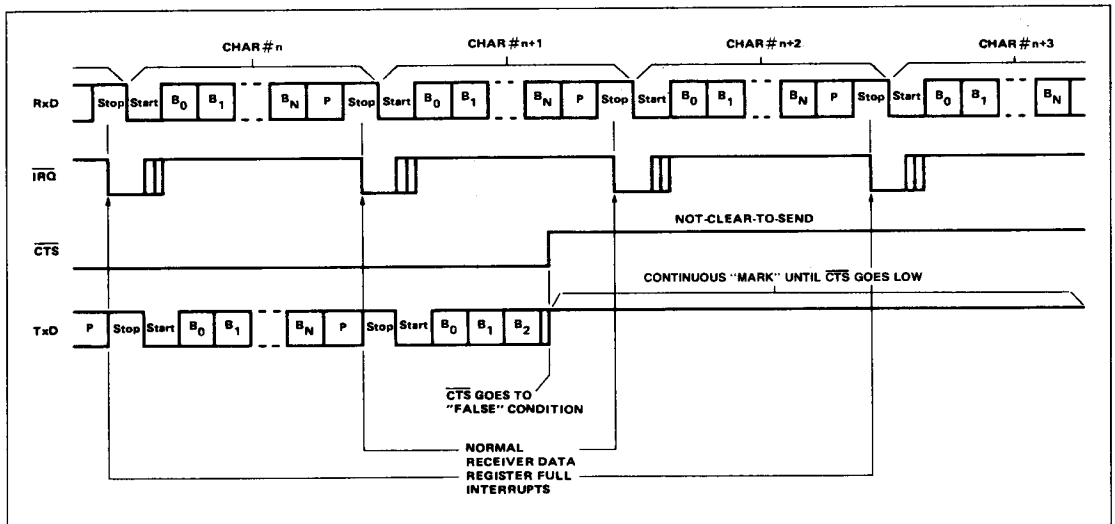 CHAR#n
CHAR#n+1
CHAR#n+2
CHAR#n+3
RxD Stop Start B0 B1 BN P Stop Start B0 B1 BN P Stop Start B0 B1 BN P Stop Start B0 B1 BN
IRQ
NOT-CLEAR-TO-SEND
CTS
CONTINUOUS "MARK" UNTIL CTS GOES LOW
TxD P Stop Start B0 B1 BN P Stop Start B0 B1 B2
CTS GOES TO
"FALSE" CONDITION
NORMAL
RECEIVER DATA
REGISTER FULL
INTERRUPTS